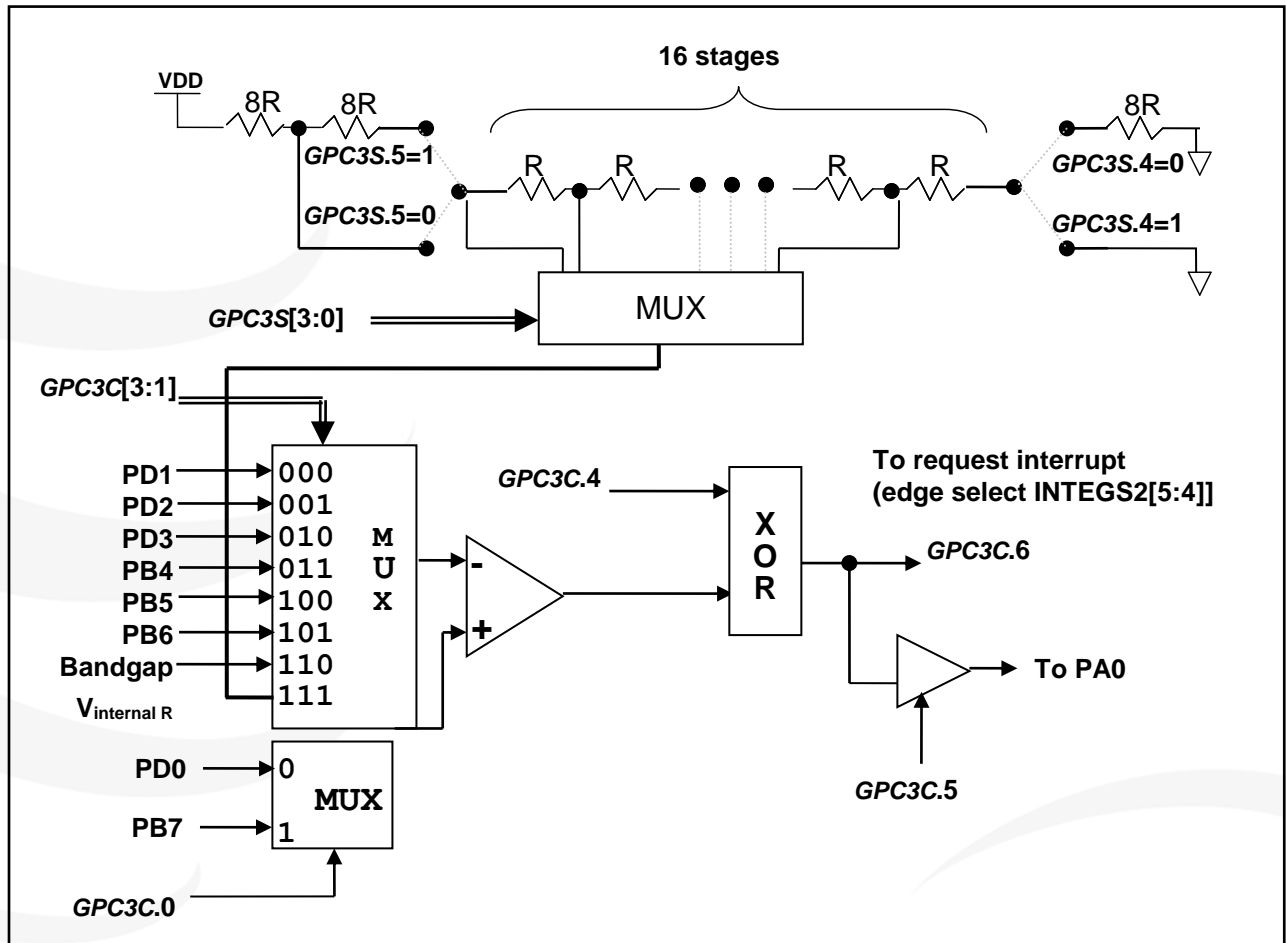 16 stages
VDD
8R
8R
8R
GPC3S.5=1
GPC3S.4=0
R
R
R
R
GPC3S.5=0
GPC3S.4=1
MUX
GPC3S[3:0]
GPC3C[3:1]
PD1
000
PD2
001
PD3
010
PB4
011
PB5
100
PB6
101
Bandgap
110
Vinternal R
111
M
U
X
-
+
GPC3C.4
X
O
R
To request interrupt
(edge select INTEGS2[5:4]]
GPC3C.6
To PA0
GPC3C.5
PD0
0
MUX
PB7
1
GPC3C.0